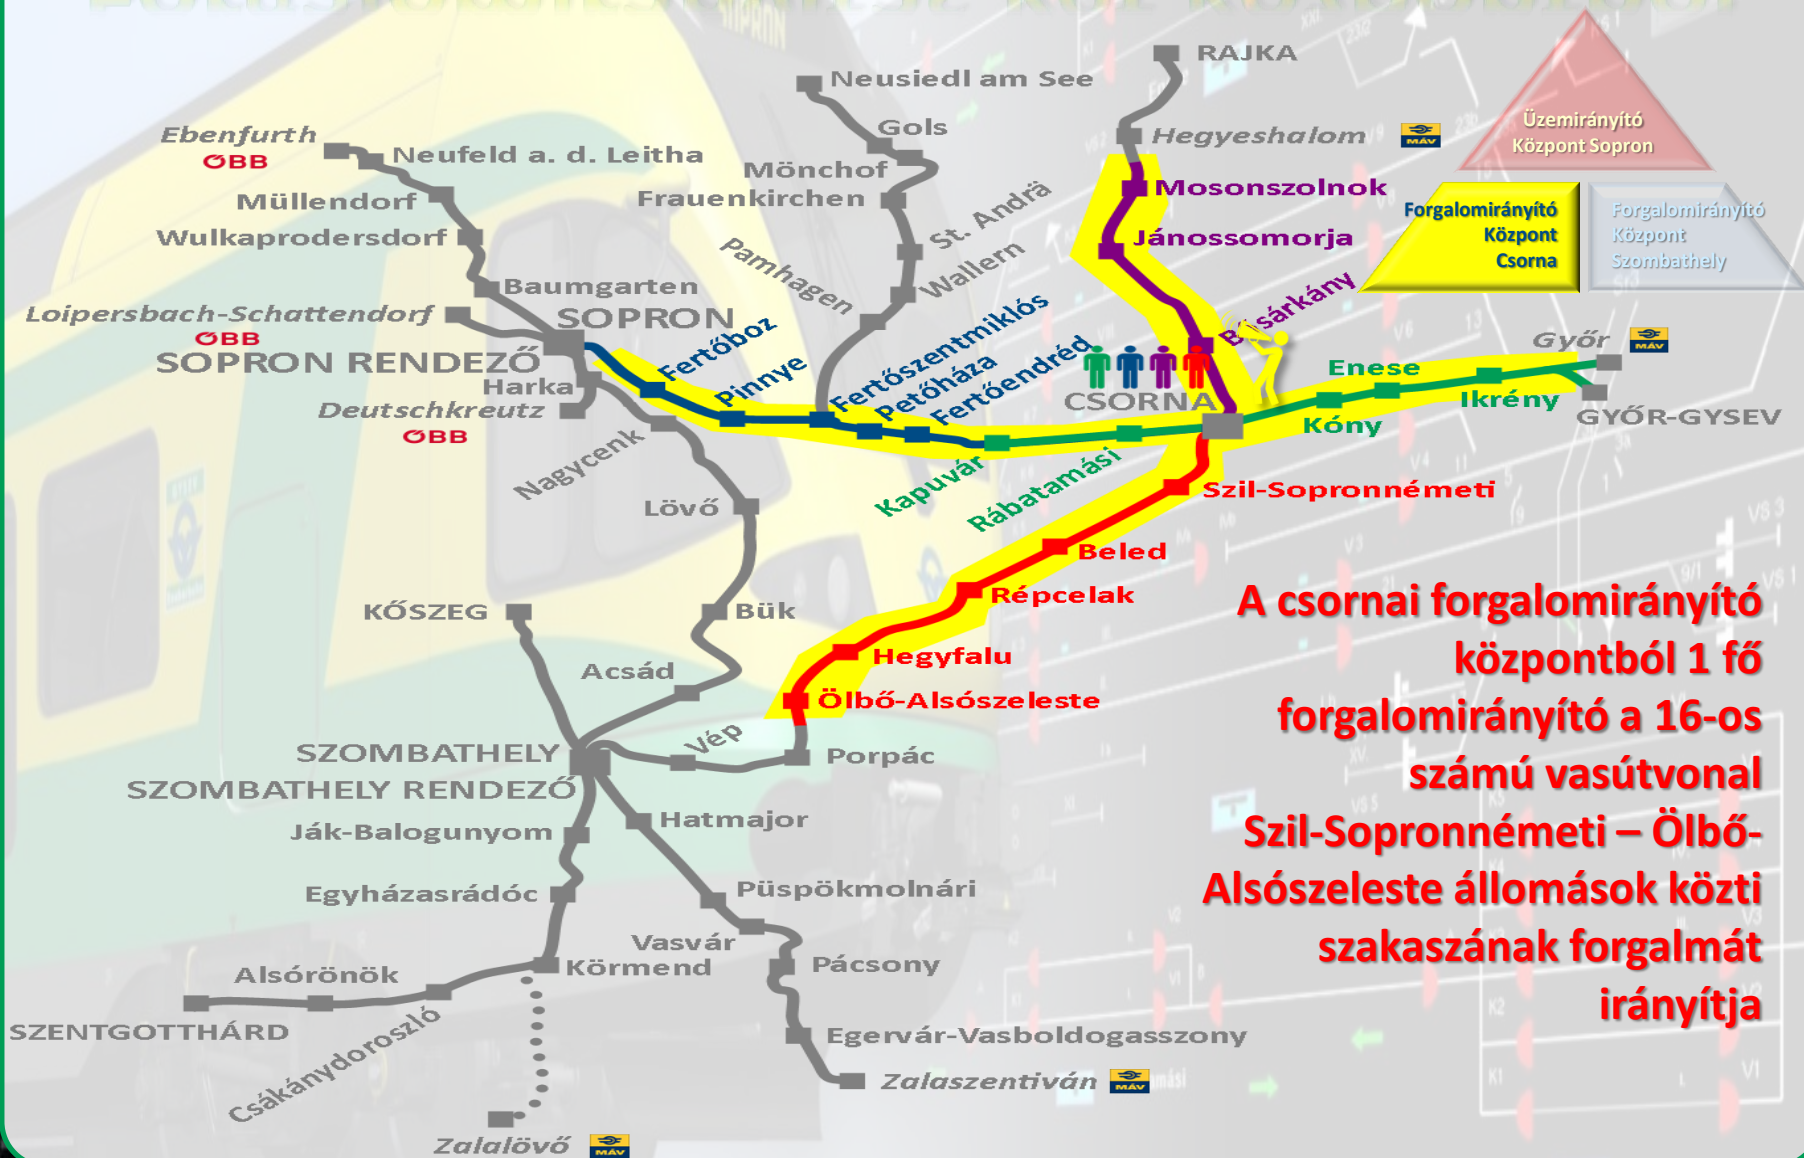 SOPRON
RAJKA
Neusiedl am See
Gols
Ebenfurth
ÖBB
Neufeld a. d. Leitha
Hegyeshalom
MÁV
Üzemirányító
Központ Sopron
Mönchof
Müllendorf
Frauenkirchen
Mosonszolnok
St. Andrä
Forgalomirányító
Központ
Csorna
Forgalomirányító
Központ
Szombathely
Wulkaprodersdorf
Jánossomorja
Pamhagen
Wallern
Baumgarten
Loipersbach-Schattendorf
ÖBB
SOPRON
SOPRON RENDEZŐ
Fertőboz
Pinnye
Fertőszentmiklós
Petőháza
Fertőendréd
Bősárkány
Győr
MÁV
Harka
Deutschkreutz
ÖBB
CSORNA
Enese
Ikrény
Kóny
GYŐR-GYSEV
Nagycenk
Kapuvár
Rábatamási
Szil-Sopronnémeti
Lövő
Beled
Répcelak
KŐSZEG
Bük
Hegyfalu
Acsád
Ölbő-Alsószeleste
Vép
SZOMBATHELY
Porpác
SZOMBATHELY RENDEZŐ
Ják-Balogunyom
Hatmajor
Egyházasrádóc
Püspökmolnári
Vasvár
Körmend
Pácsony
Alsórönök
SZENTGOTTHÁRD
Csákánydoroszló
Egervár-Vasboldogasszony
Zalaszentiván
MÁV
Zalalövő
MÁV
A csornai forgalomirányító
központból 1 fő
forgalomirányító a 16-os
számú vasútvonal
Szil-Sopronnémeti – Ölbő-
Alsószeleste állomások közti
szakaszának forgalmát
irányítja